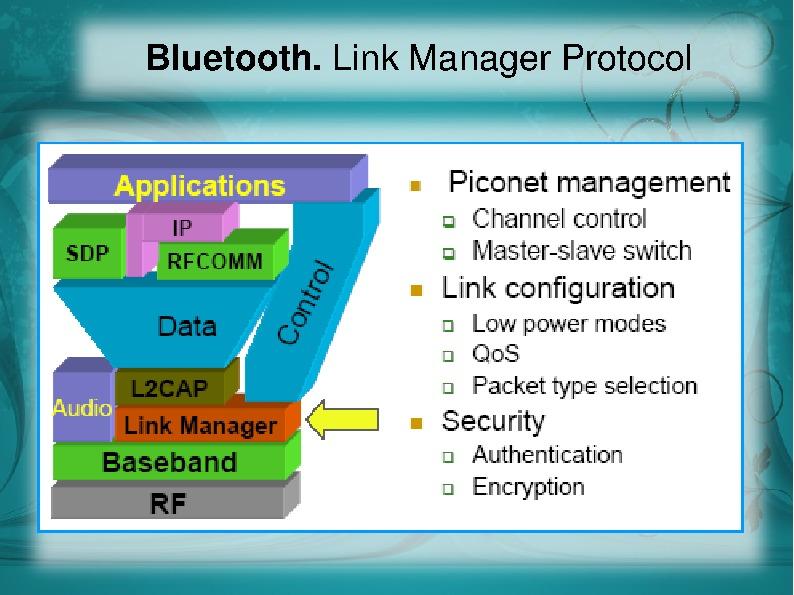 Bluetooth. Link Manager Protocol
Applications
IP
SDP
RFCOMM
Control
Data
L2CAP
Audio
Link Manager
Baseband
RF
Piconet management
Channel control
Master-slave switch
Link configuration
Low power modes
QoS
Packet type selection
Security
Authentication
Encryption